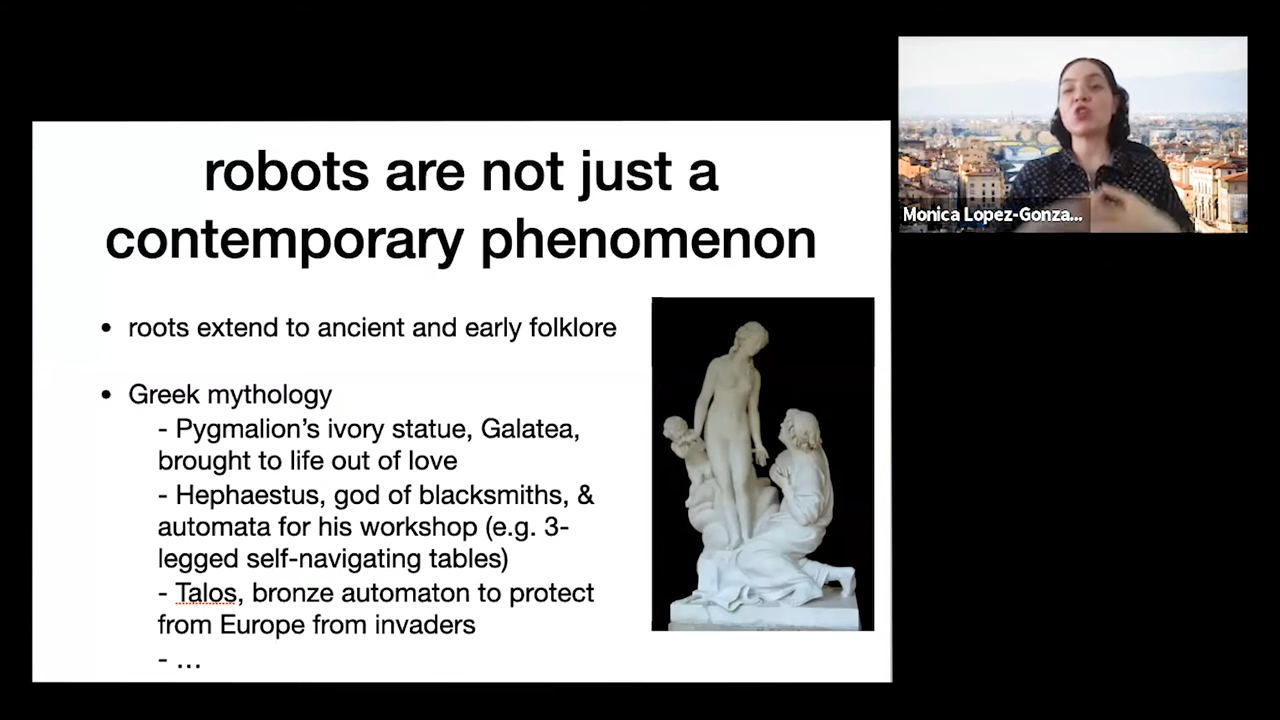 robots are not just a
contemporary phenomenon
• roots extend to ancient and early folklore
• Greek mythology
- Pygmalion’s ivory statue, Galatea,
brought to life out of love
- Hephaestus, god of blacksmiths, &
automata for his workshop (e.g. 3-
legged self-navigating tables)
- Talos, bronze automaton to protect
from Europe from invaders
- …
Monica Lopez-Gonza...